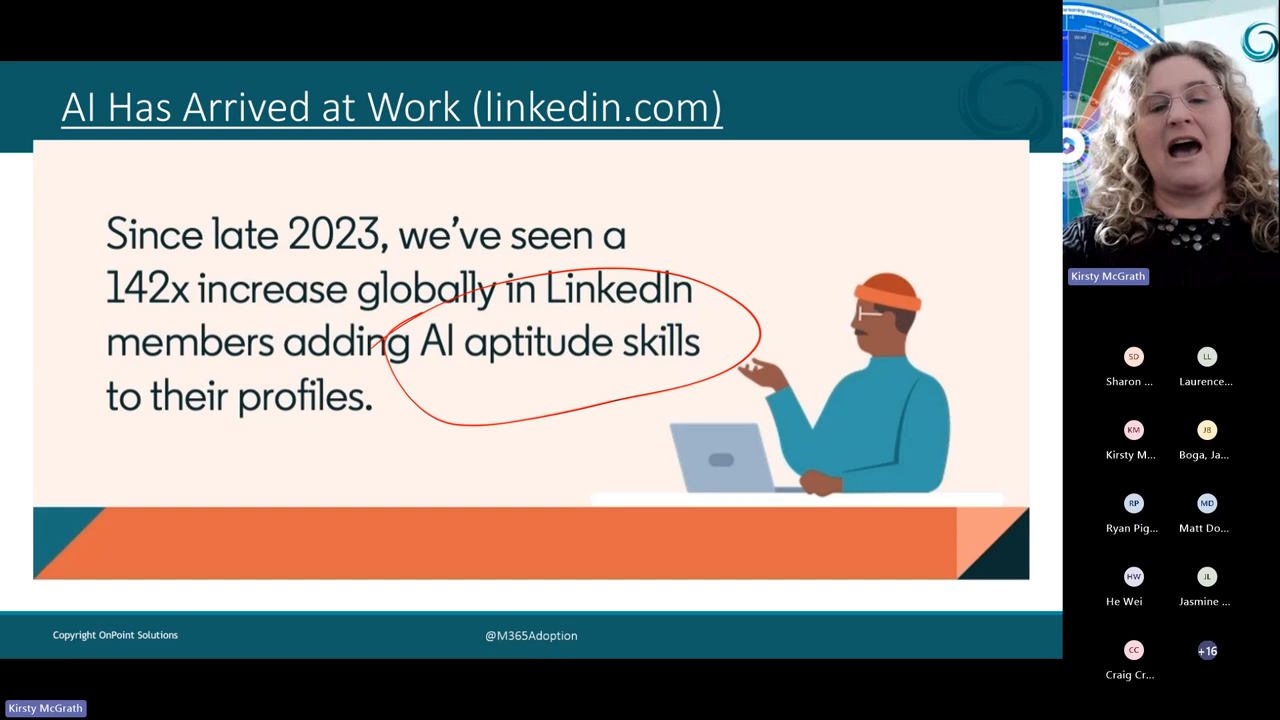 AI Has Arrived at Work (linkedin.com)
Since late 2023, we've seen a
142x increase globally in LinkedIn
members adding AI aptitude skills
to their profiles.
Copyright OnPoint Solutions
@M365Adoption
Kirsty McGrath
SD
LL
Sharon ...
Laurence...
KM
JB
Kirsty M...
Boga, Ja...
RP
MD
Ryan Pig...
Matt Do...
HW
JL
He Wei
Jasmine ...
CC
+16
Craig Cr...
Kirsty McGrath